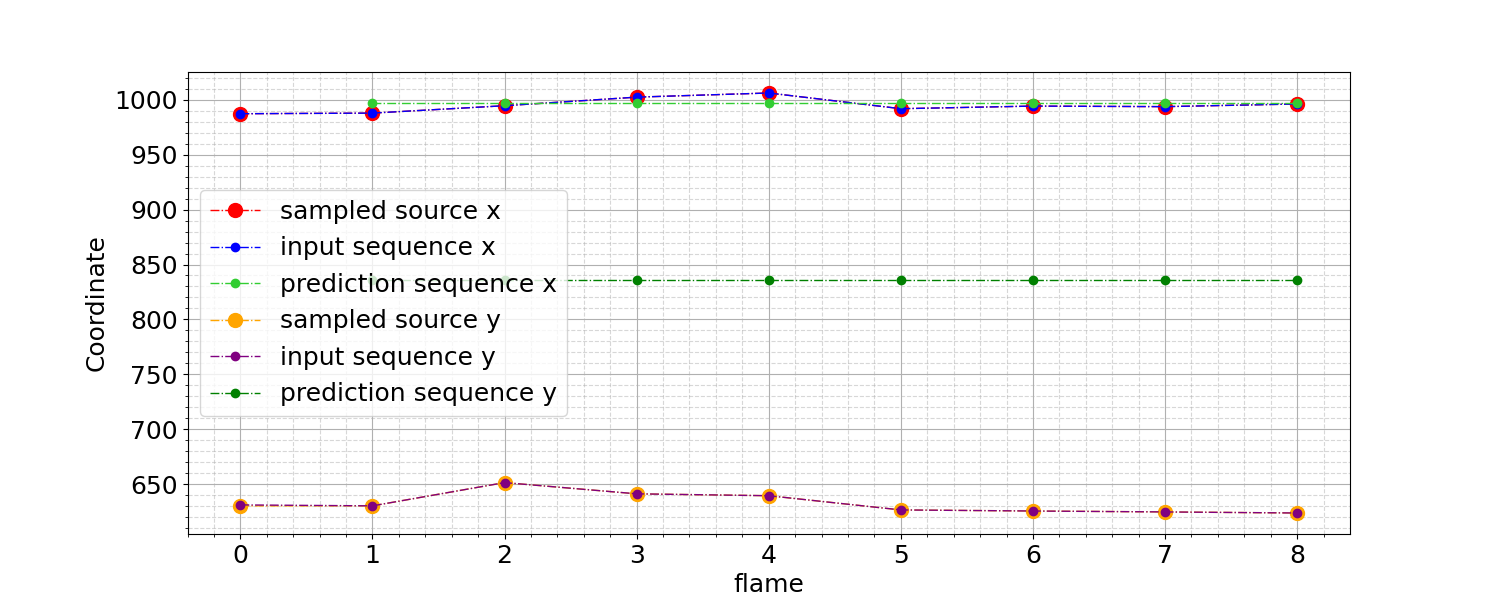 1000
950
900
850
800
750
700
650
Coordinate
sampled source x
input sequence x
prediction sequence x
sampled source y
input sequence y
prediction sequence y
0 1 2 3 4 5 6 7 8
flame